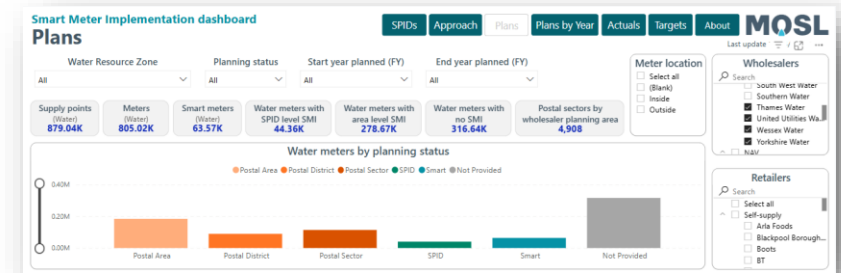 Smart Meter Implementation dashboard
Plans
SPIDs
Approach
Plans
Plans by Year
Actuals
Targets
About
MOSL
Last update
Water Resource Zone
All
Planning status
All
Start year planned (FY)
All
End year planned (FY)
All
Meter location
Select all
(Blank)
Inside
Outside
Wholesalers
Search
South West Water
Southern Water
Thames Water
United Utilities Wa...
Wessex Water
Yorkshire Water
NAV
Supply points
(Water)
879.04K
Meters
(Water)
805.02K
Smart meters
(Water)
63.57K
Water meters with
SPID level SMI
44.36K
Water meters with
area level SMI
278.67K
Water meters with
no SMI
316.64K
Postal sectors by
wholesaler planning area
4,908
Water meters by planning status
Postal Area
Postal District
Postal Sector
SPID
Smart
Not Provided
0.40M
0.20M
0.00M
Postal Area
Postal District
Postal Sector
SPID
Smart
Not Provided
Retailers
Search
Select all
Self-supply
Arla Foods
Blackpool Borough...
Boots
BT